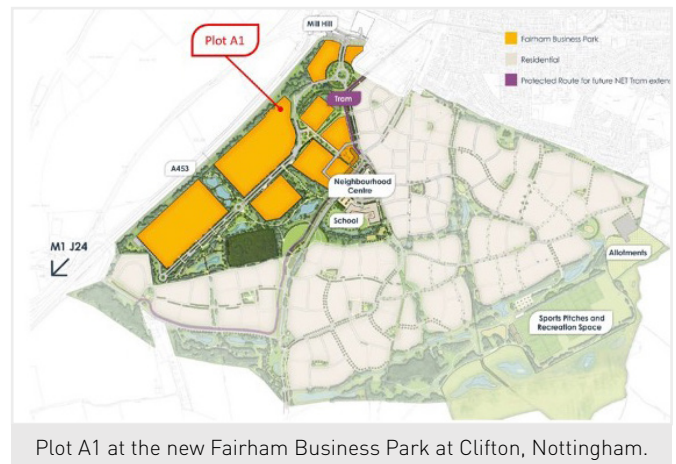 Mill Hill
Plot A1
Fairham Business Park
Residential
Protected Route for future NET Tram exten
Tram
A453
Neighbourhood
Centre
School
M1 J24
Allotments
Sports Pitches and
Recreation Space
Plot A1 at the new Fairham Business Park at Clifton, Nottingham.